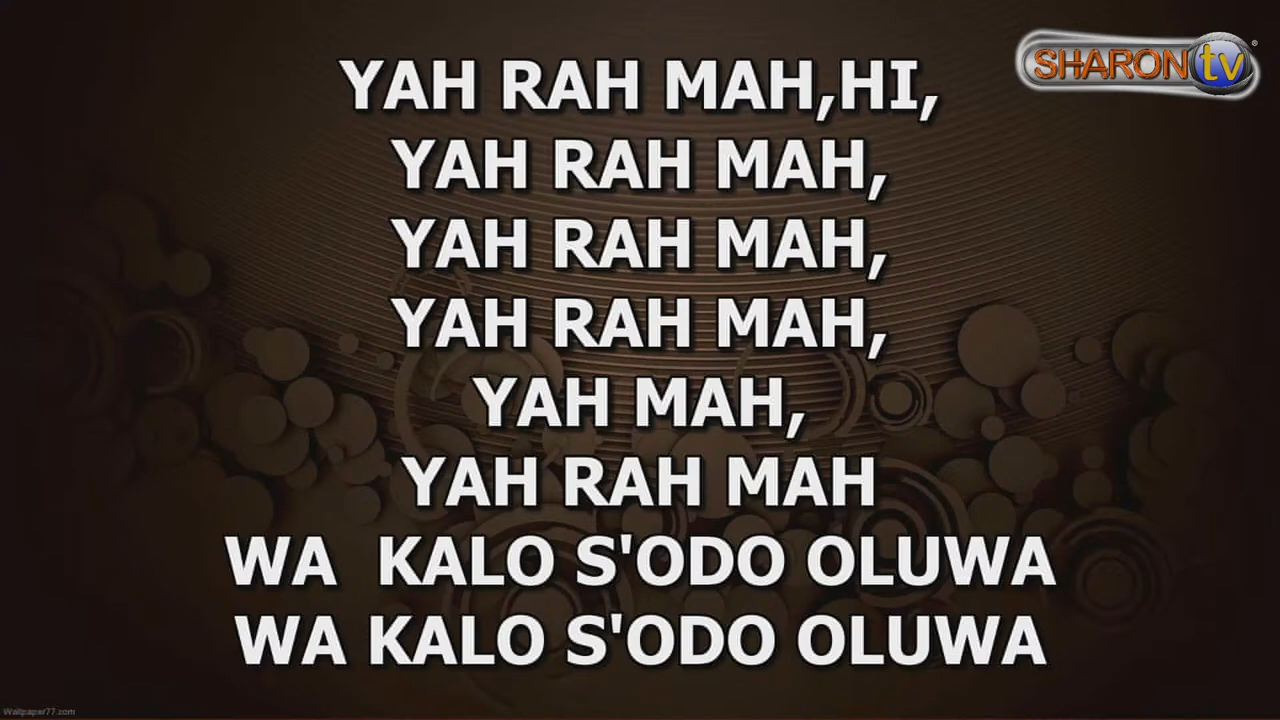 SHARON tv
YAH RAH MAH,HI,
YAH RAH MAH,
YAH RAH MAH,
YAH RAH MAH,
YAH MAH,
YAH RAH MAH
WA  KALO S'ODO OLUWA
WA KALO S'ODO OLUWA
Wallpaper77.com